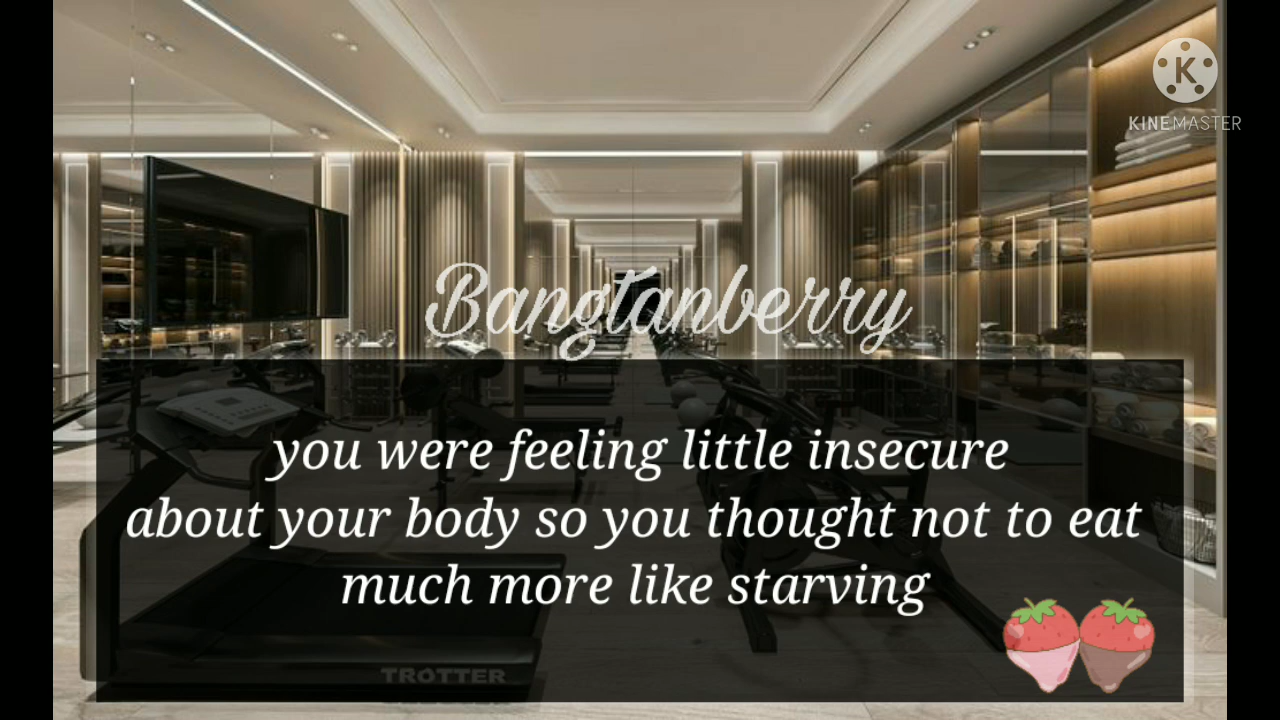 K
KINEMASTER
Bangtanberry
you were feeling little insecure
about your body so you thought not to eat
much more like starving
TROTTER